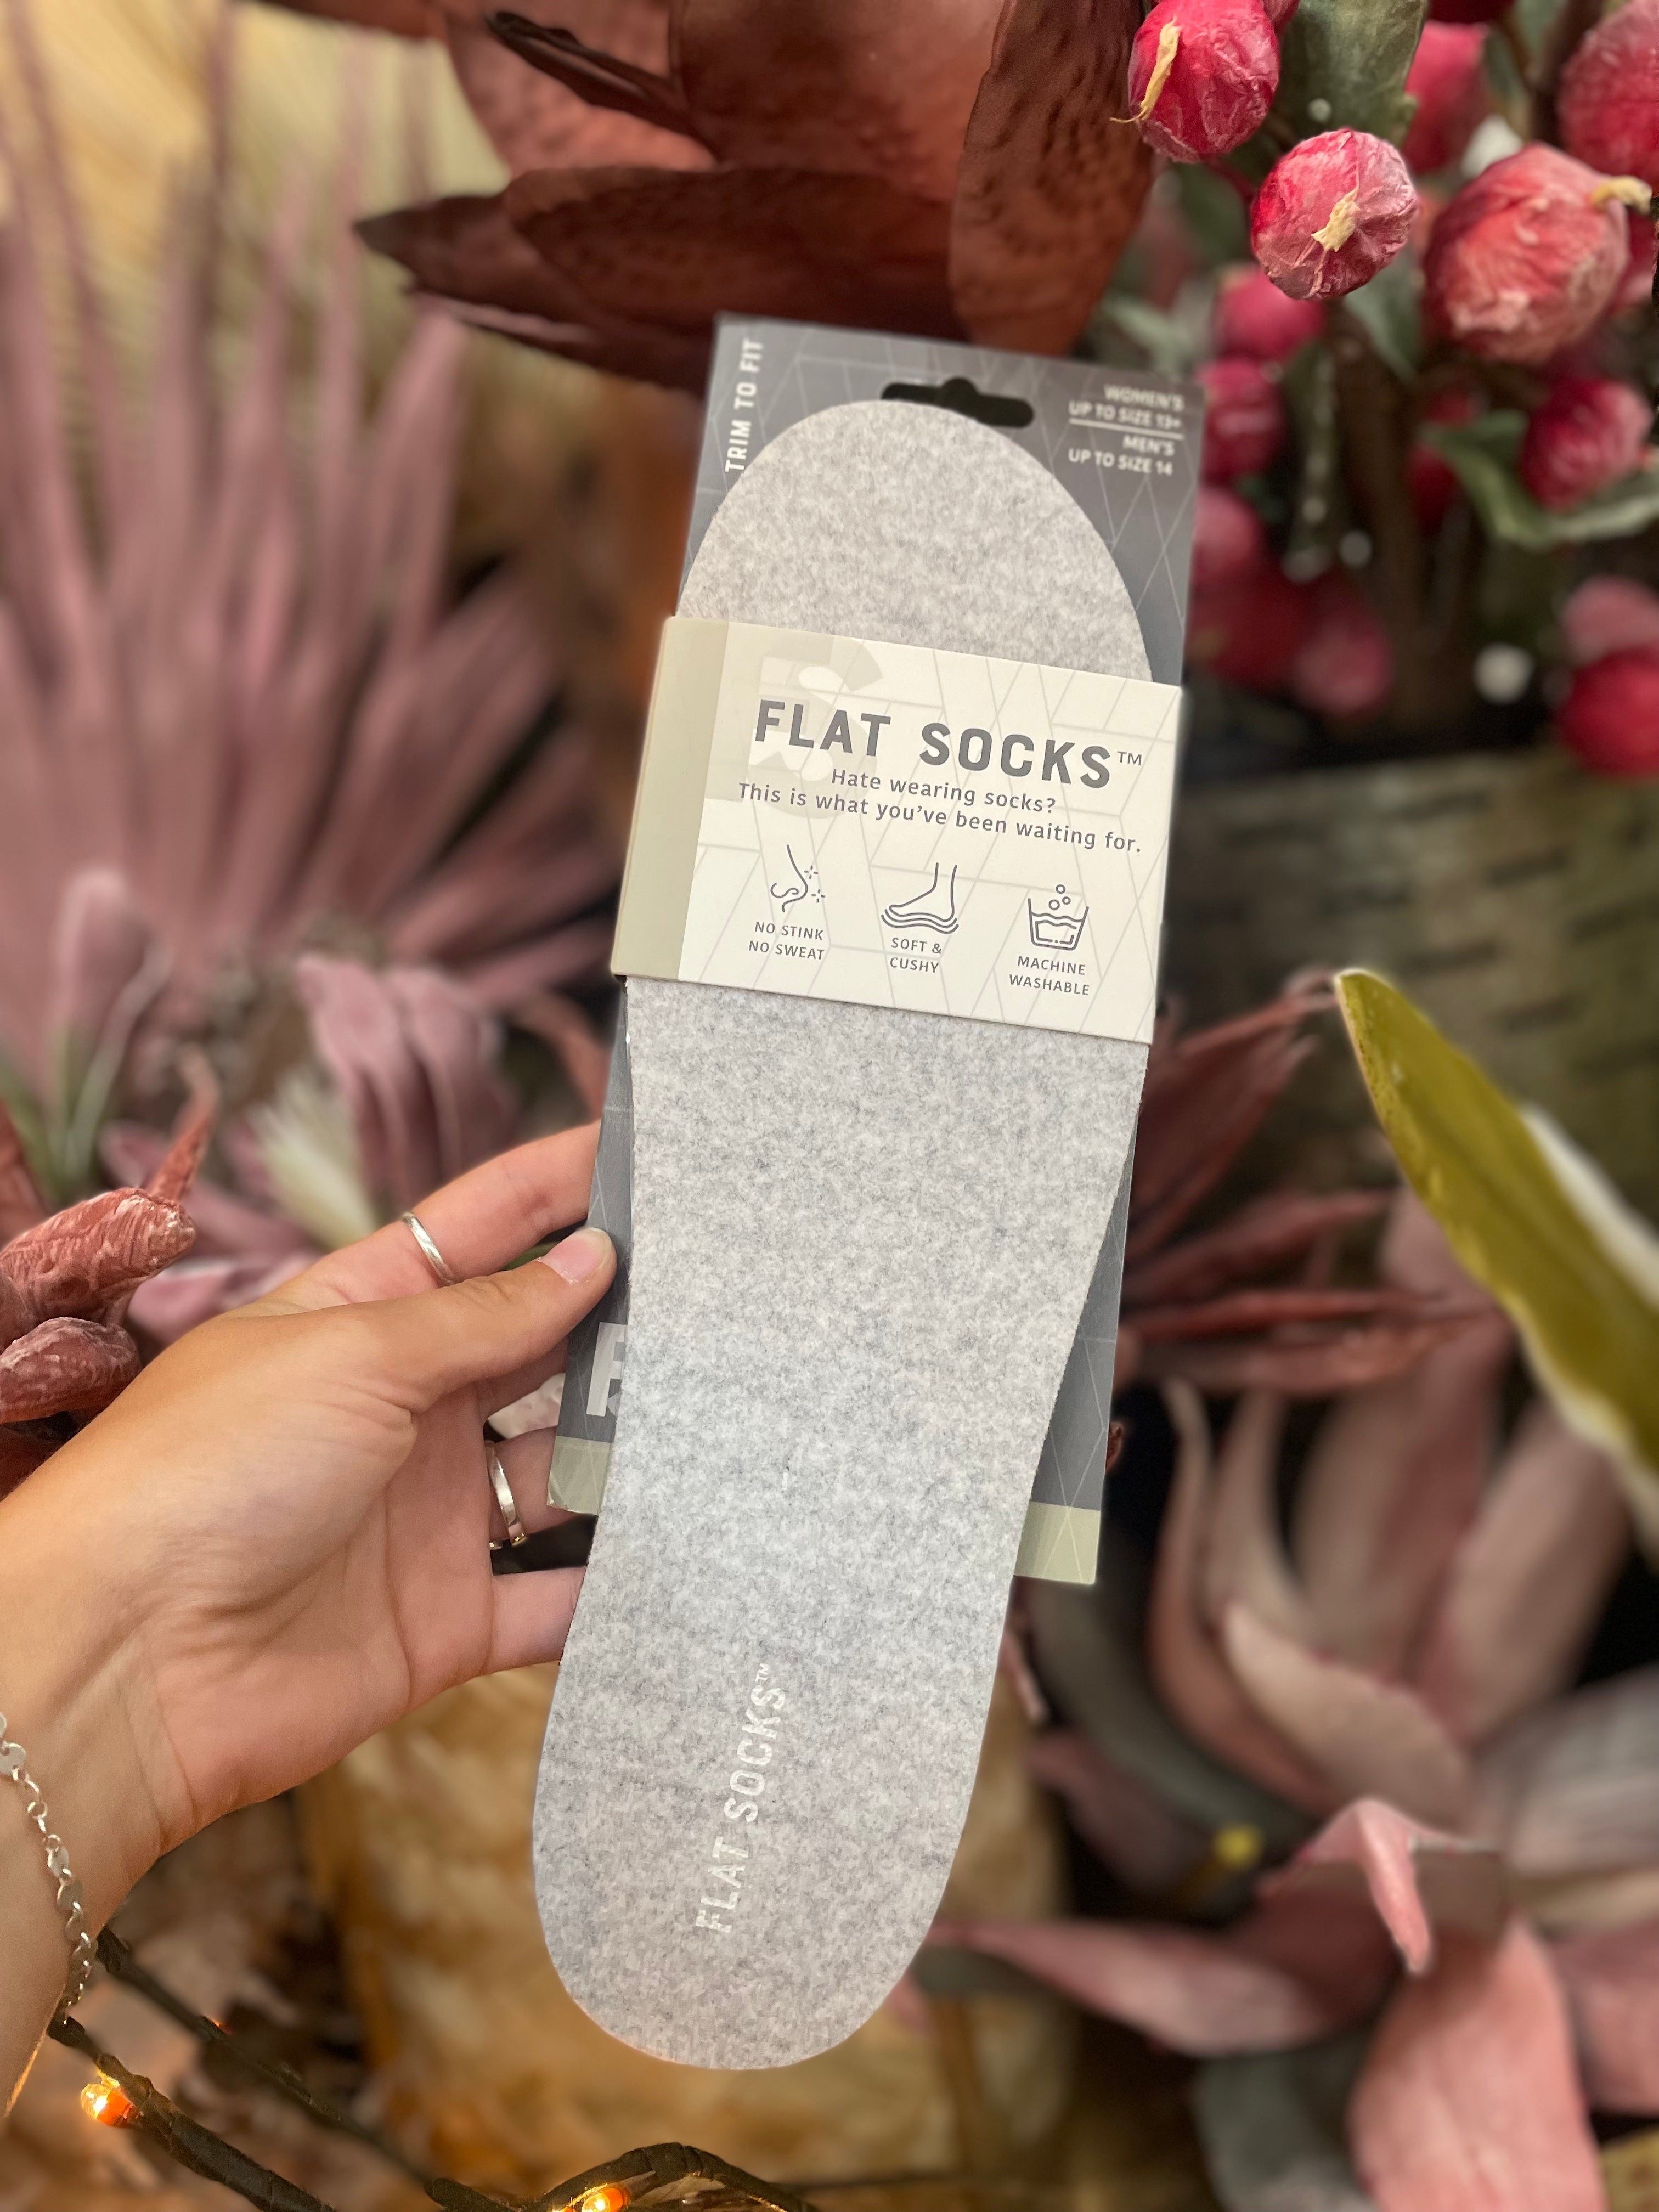 TRIM TO FIT
WOMEN'S
UP TO SIZE 13+
MEN'S
UP TO SIZE 14
FLAT SOCKS™
Hate wearing socks?
This is what you've been waiting for.
NO STINK
NO SWEAT
SOFT &
CUSHY
MACHINE
WASHABLE
FLAT SOCKS™